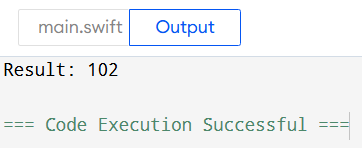 main.swift Output
Result: 102
=== Code Execution Successful ===